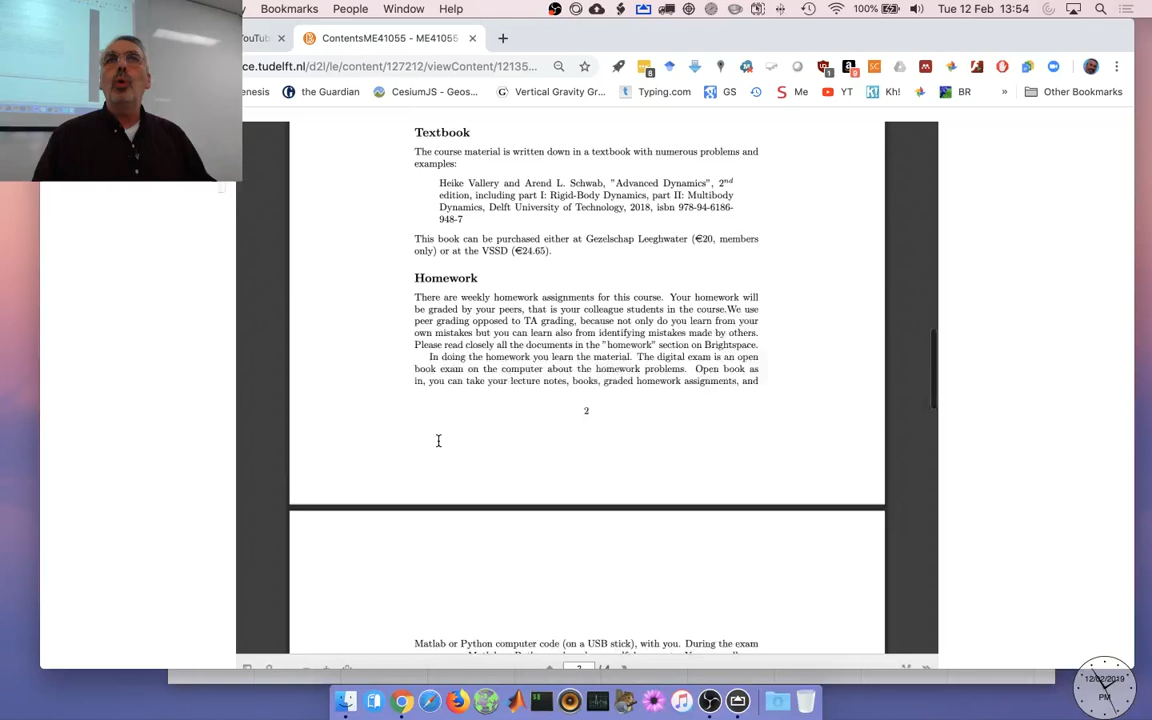 Bookmarks People Window Help 100% Tue 12 Feb 13:54
YouTub ContentsME41055 - ME41055
ce.tudelft.nl/d2l/le/content/127212/viewContent/12135...
enesis the Guardian CesiumJS - Geos... Vertical Gravity Gr... Typing.com GS Me YT Kh! BR » Other Bookmarks
Textbook
The course material is written down in a textbook with numerous problems and
examples:
Heike Vallery and Arend L. Schwab, "Advanced Dynamics", 2nd
edition, including part I: Rigid-Body Dynamics, part II: Multibody
Dynamics, Delft University of Technology, 2018, isbn 978-94-6186-
948-7
This book can be purchased either at Gezelschap Leeghwater (€20, members
only) or at the VSSD (€24.65).
Homework
There are weekly homework assignments for this course. Your homework will
be graded by your peers, that is your colleague students in the course.We use
peer grading opposed to TA grading, because not only do you learn from your
own mistakes but you can learn also from identifying mistakes made by others.
Please read closely all the documents in the "homework" section on Brightspace.
In doing the homework you learn the material. The digital exam is an open
book exam on the computer about the homework problems. Open book as
in, you can take your lecture notes, books, graded homework assignments, and
2
Matlab or Python computer code (on a USB stick), with you. During the exam
12/02/2019
PM